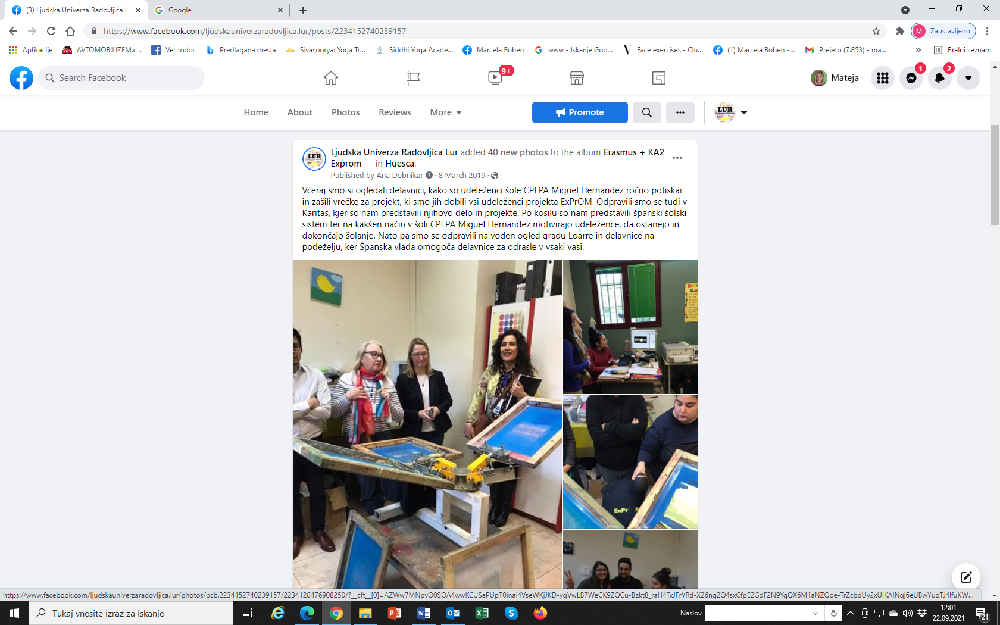 (3) Ljudska Univerza Radovljica Lu
Google
https://www.facebook.com/ljudskauniverzaradovljica.lur/posts/2234152740239157
M Zaustavljeno
Aplikacije AVTOMOBILIZEM.c... Ver todos Predlagana mesta Sivasoorya: Yoga Tr... Siddhi Yoga Acade... Marcela Boben www - Iskanje Goo... Face exercises - Clu... (1) Marcela Boben -... Prejeto (7.853) - ma... » Bralni seznam
Search Facebook 9+ Mateja 1 2
Home About Photos Reviews More Promote LUR
Ljudska Univerza Radovljica Lur added 40 new photos to the album Erasmus + KA2
Exprom — in Huesca.
Published by Ana Dobnikar · 8 March 2019 ·
LUR
Včeraj smo si ogledali delavnici, kako so udeleženci šole CPEPA Miguel Hernandez ročno potiskai
in zašili vrečke za projekt, ki smo jih dobili vsi udeleženci projekta ExPrOM. Odpravili smo se tudi v
Karitas, kjer so nam predstavili njihovo delo in projekte. Po kosilu so nam predstavili španski šolski
sistem ter na kakšen način v šoli CPEPA Miguel Hernandez motivirajo udeležence, da ostanejo in
dokončajo šolanje. Nato pa smo se odpravili na voden ogled gradu Loarre in delavnice na
podeželju, ker Španska vlada omogoča delavnice za odrasle v vsaki vasi.
ExPr
https://www.facebook.com/ljudskauniverzaradovljica.lur/photos/pcb.2234152740239157/2234128476908250/?__cft__[0]=
Tukaj vnesite izraz za iskanje
Naslov
12:01
22.09.2021
21